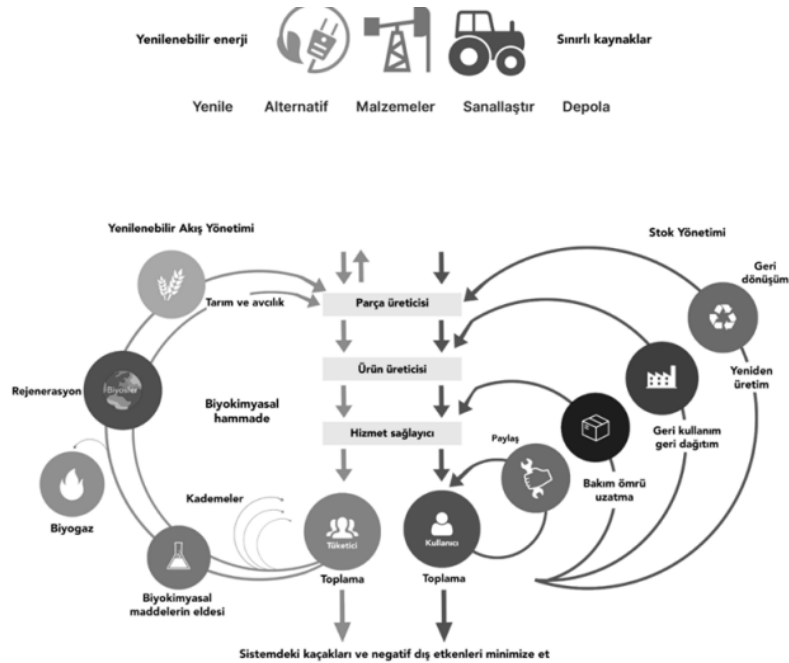 Yenilenebilir enerji
Sınırlı kaynaklar
Yenile Alternatif Malzemeler Sanallaştır Depola
Yenilenebilir Akış Yönetimi
Stok Yönetimi
Geri
dönüşüm
Tarım ve avcılık
Parça üreticisi
Ürün üreticisi
Yeniden
üretim
Rejenerasyon
Biyosfer
Biyokimyasal
hammade
Hizmet sağlayıcı
Geri kullanım
geri dağıtım
Paylaş
Bakım ömrü
uzatma
Kademeler
Biyogaz
Tüketici
Kullanıcı
Biyokimyasal
maddelerin eldesi
Toplama
Toplama
Sistemdeki kaçakları ve negatif dış etkenleri minimize et